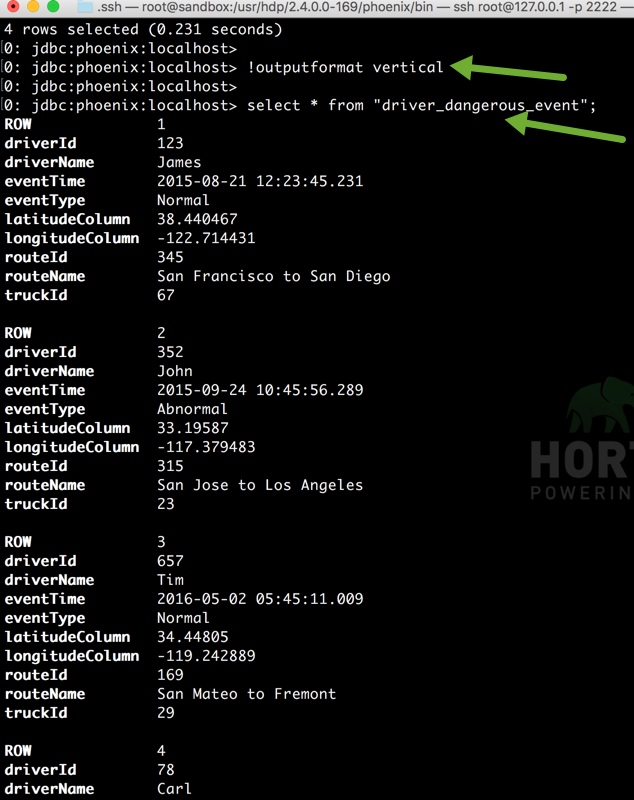 .ssh — root@sandbox:/usr/hdp/2.4.0.0-169/phoenix/bin — ssh root@127.0.0.1 -p 2222 —
4 rows selected (0.231 seconds)
0: jdbc:phoenix:localhost>
0: jdbc:phoenix:localhost> !outputformat vertical
0: jdbc:phoenix:localhost>
0: jdbc:phoenix:localhost> select * from "driver_dangerous_event";
ROW 1
driverId 123
driverName James
eventTime 2015-08-21 12:23:45.231
eventType Normal
latitudeColumn 38.440467
longitudeColumn -122.714431
routeId 345
routeName San Francisco to San Diego
truckId 67
ROW 2
driverId 352
driverName John
eventTime 2015-09-24 10:45:56.289
eventType Abnormal
latitudeColumn 33.19587
longitudeColumn -117.379483
routeId 315
routeName San Jose to Los Angeles
truckId 23
ROW 3
driverId 657
driverName Tim
eventTime 2016-05-02 05:45:11.009
eventType Normal
latitudeColumn 34.44805
longitudeColumn -119.242889
routeId 169
routeName San Mateo to Fremont
truckId 29
ROW 4
driverId 78
driverName Carl
HORT
POWERIN